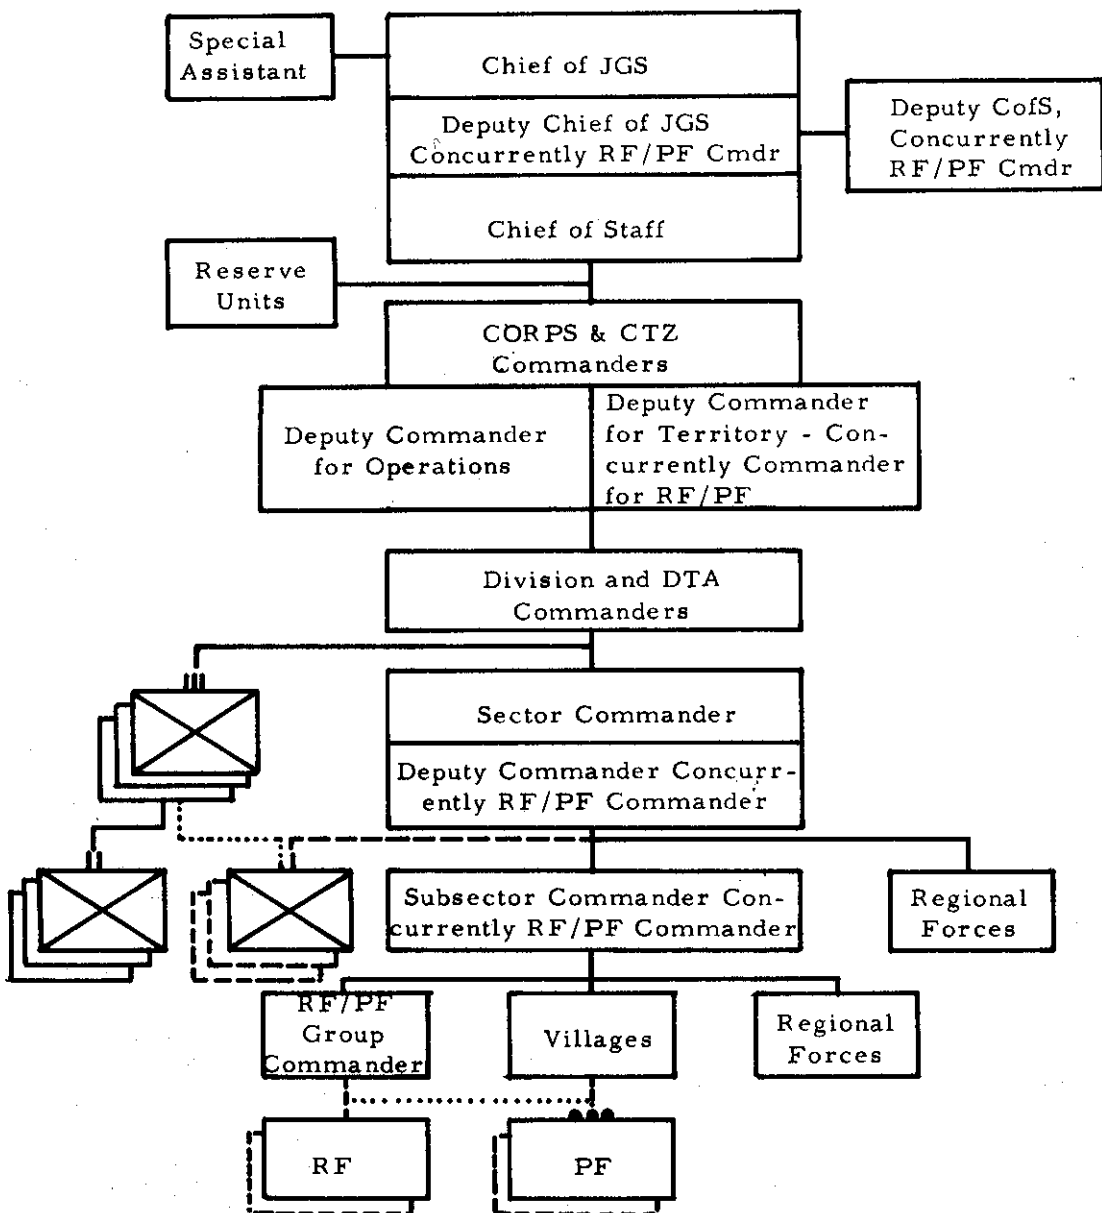 Special
Assistant
Chief of JGS
Deputy Chief of JGS
Concurrently RF/PF Cmdr
Deputy CofS,
Concurrently
RF/PF Cmdr
Chief of Staff
Reserve
Units
CORPS & CTZ
Commanders
Deputy Commander
for Operations
Deputy Commander
for Territory - Con-
currently Commander
for RF/PF
Division and DTA
Commanders
Sector Commander
Deputy Commander Concurr-
ently RF/PF Commander
Subsector Commander Con-
currently RF/PF Commander
Regional
Forces
RF/PF
Group
Commander
Villages
Regional
Forces
RF
PF